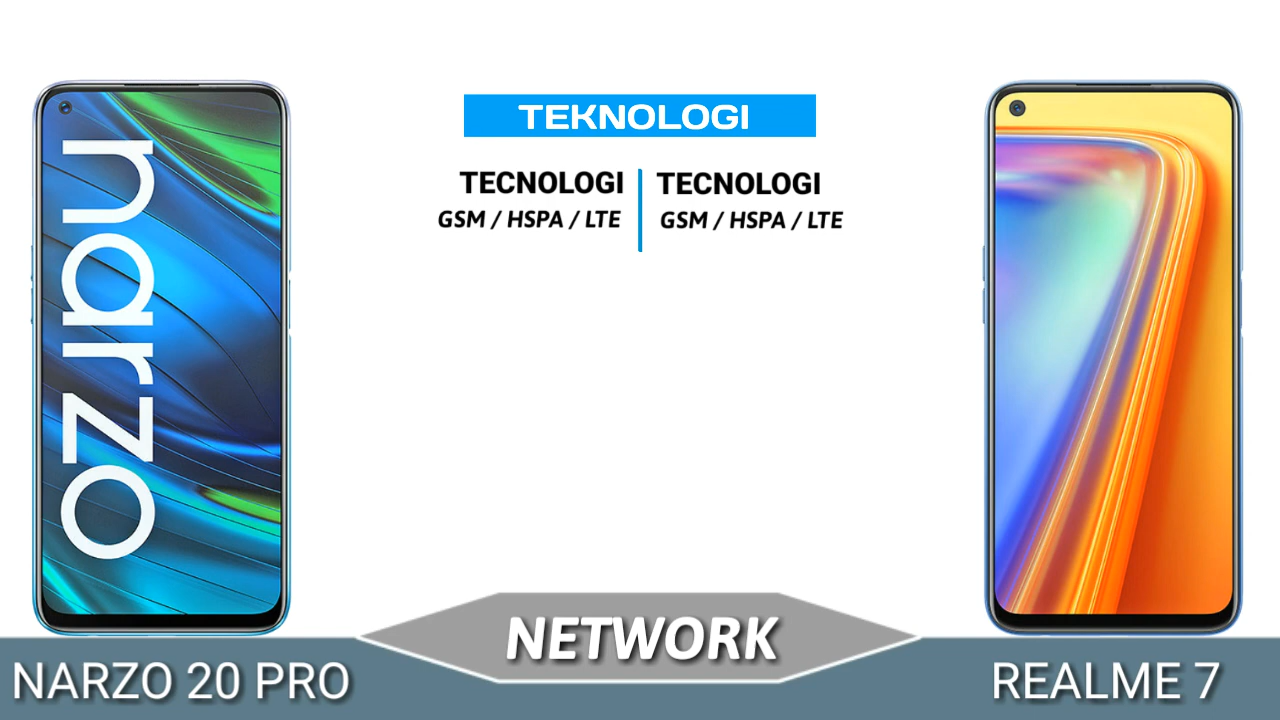 TEKNOLOGI
TECNOLOGI TECNOLOGI
GSM / HSPA / LTE GSM / HSPA / LTE
narzo
NETWORK
NARZO 20 PRO REALME 7